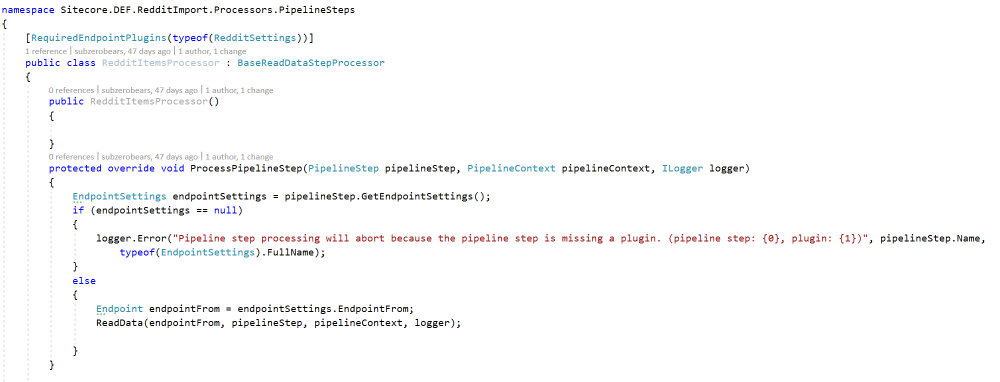 namespace Sitecore.DEF.RedditImport.Processors.PipelineSteps
{
[RequiredEndpointPlugins(typeof(RedditSettings))]
1 reference | subzerobears, 47 days ago | 1 author, 1 change
public class RedditItemsProcessor : BaseReadDataStepProcessor
{
0 references | subzerobears, 47 days ago | 1 author, 1 change
public RedditItemsProcessor()
{
}
0 references | subzerobears, 47 days ago | 1 author, 1 change
protected override void ProcessPipelineStep(PipelineStep pipelineStep, PipelineContext pipelineContext, ILogger logger)
{
EndpointSettings endpointSettings = pipelineStep.GetEndpointSettings();
if (endpointSettings == null)
{
logger.Error("Pipeline step processing will abort because the pipeline step is missing a plugin. (pipeline step: {0}, plugin: {1})", pipelineStep.Name,
typeof(EndpointSettings).FullName);
}
else
{
Endpoint endpointFrom = endpointSettings.EndpointFrom;
ReadData(endpointFrom, pipelineStep, pipelineContext, logger);
}
}